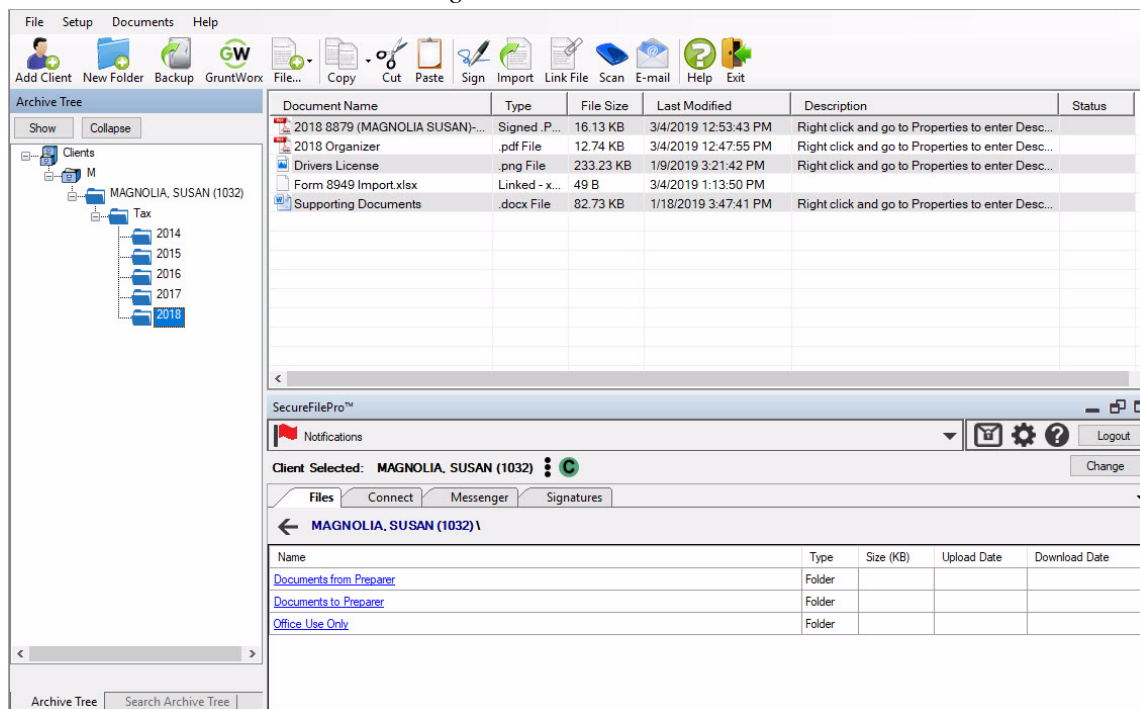 File Setup Documents Help
GW
Add Client New Folder Backup GruntWorx File... Copy Cut Paste Sign Import Link File Scan E-mail Help Exit
Archive Tree
Show Collapse
Clients
M
MAGNOLIA, SUSAN (1032)
Tax
2014
2015
2016
2017
2018
Archive Tree Search Archive Tree
Document Name Type File Size Last Modified Description Status
2018 8879 (MAGNOLIA SUSAN)-... Signed .P... 16.13 KB 3/4/2019 12:53:43 PM Right click and go to Properties to enter Desc...
2018 Organizer .pdf File 12.74 KB 3/4/2019 12:47:55 PM Right click and go to Properties to enter Desc...
Drivers License .png File 233.23 KB 1/9/2019 3:21:42 PM Right click and go to Properties to enter Desc...
Form 8949 Import.xlsx Linked - x... 49 B 3/4/2019 1:13:50 PM
Supporting Documents .docx File 82.73 KB 1/18/2019 3:47:41 PM Right click and go to Properties to enter Desc...
SecureFilePro™
Notifications Logout
Client Selected: MAGNOLIA, SUSAN (1032) C Change
Files Connect Messenger Signatures
MAGNOLIA, SUSAN (1032) \
Name Type Size (KB) Upload Date Download Date
Documents from Preparer Folder
Documents to Preparer Folder
Office Use Only Folder